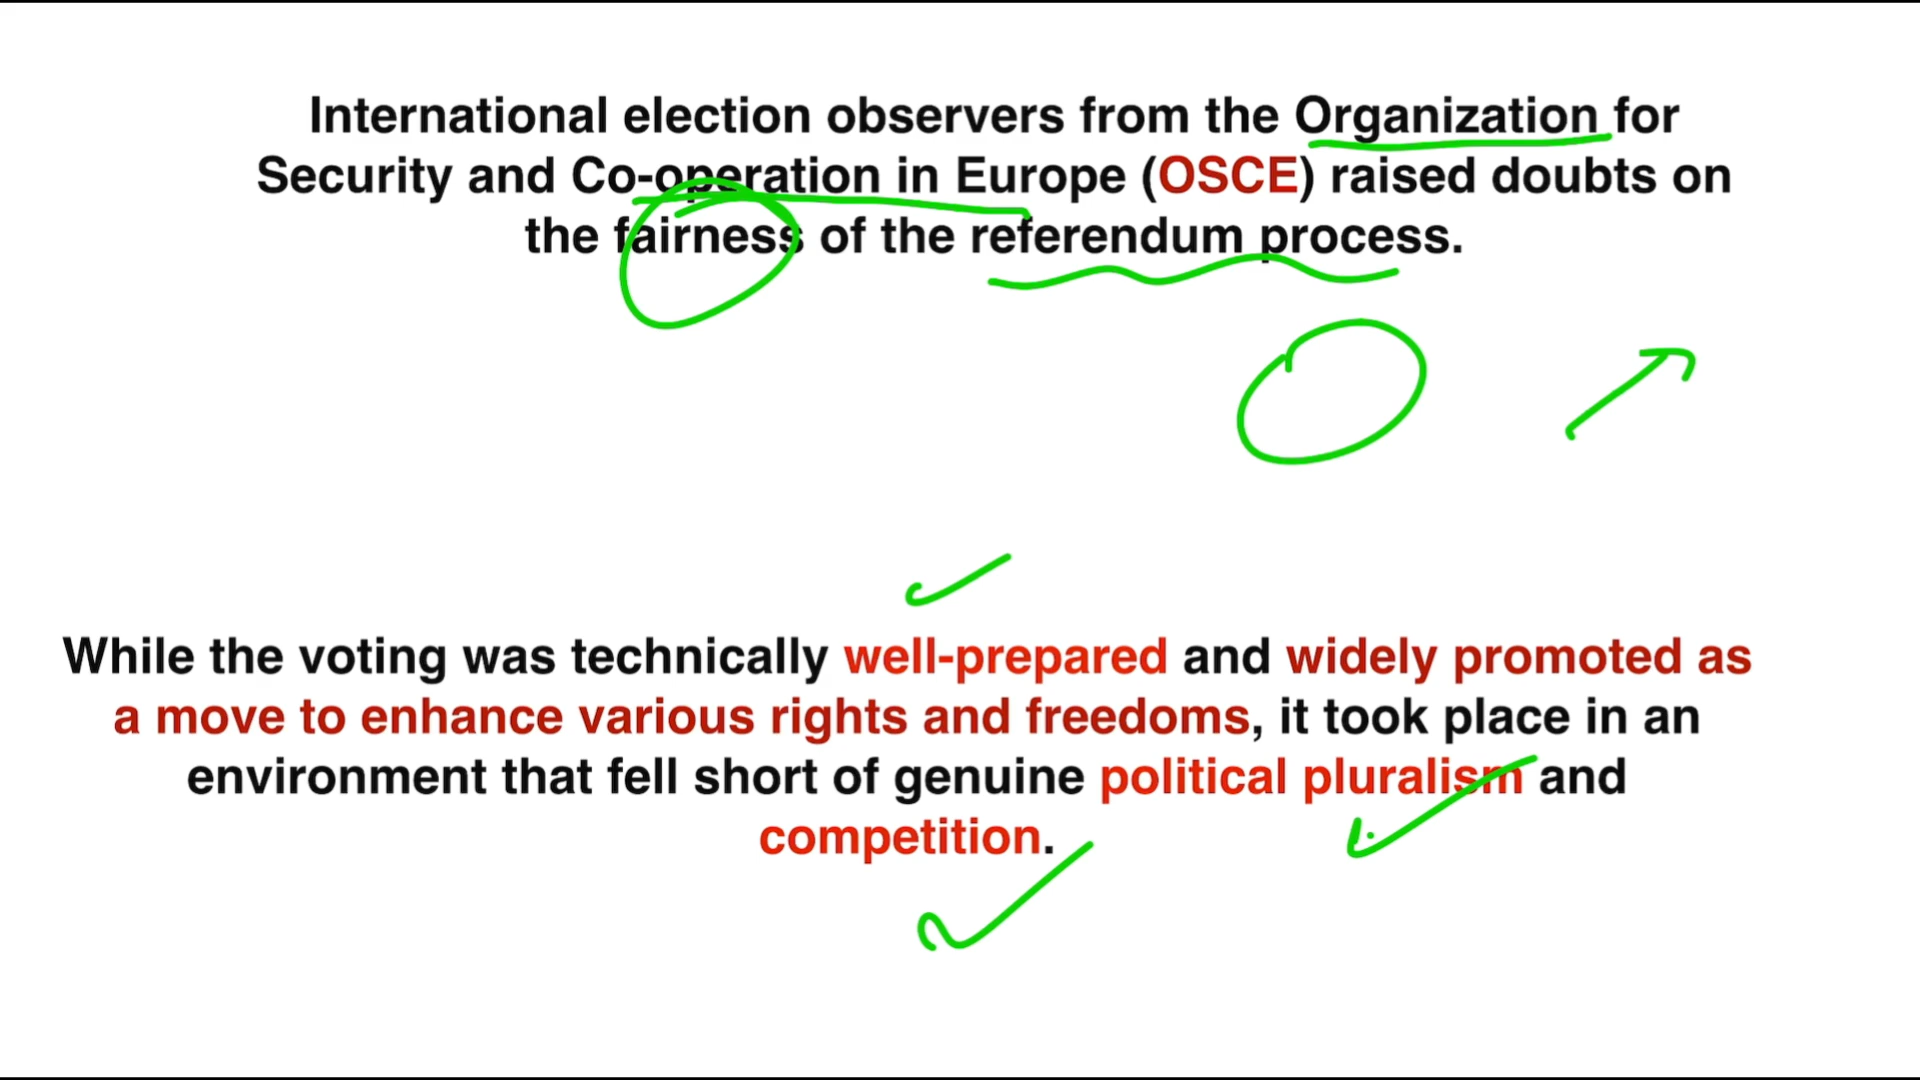 International election observers from the Organization for
Security and Co-operation in Europe (OSCE) raised doubts on
the fairness of the referendum process.
While the voting was technically well-prepared and widely promoted as
a move to enhance various rights and freedoms, it took place in an
environment that fell short of genuine political pluralism and
competition.